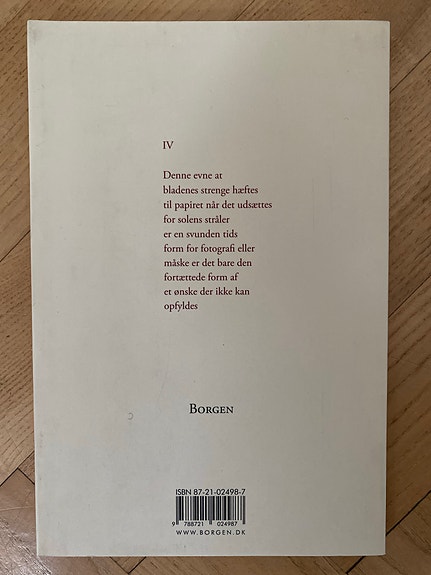 IV
Denne evne at
bladenes strenge hæftes
til papiret når det udsættes
for solens stråler
er en svunden tids
form for fotografi eller
måske er det bare den
fortættede form af
et ønske der ikke kan
opfyldes
BORGEN
ISBN 87-21-02498-7
9 788721 024987
WWW.BORGEN.DK